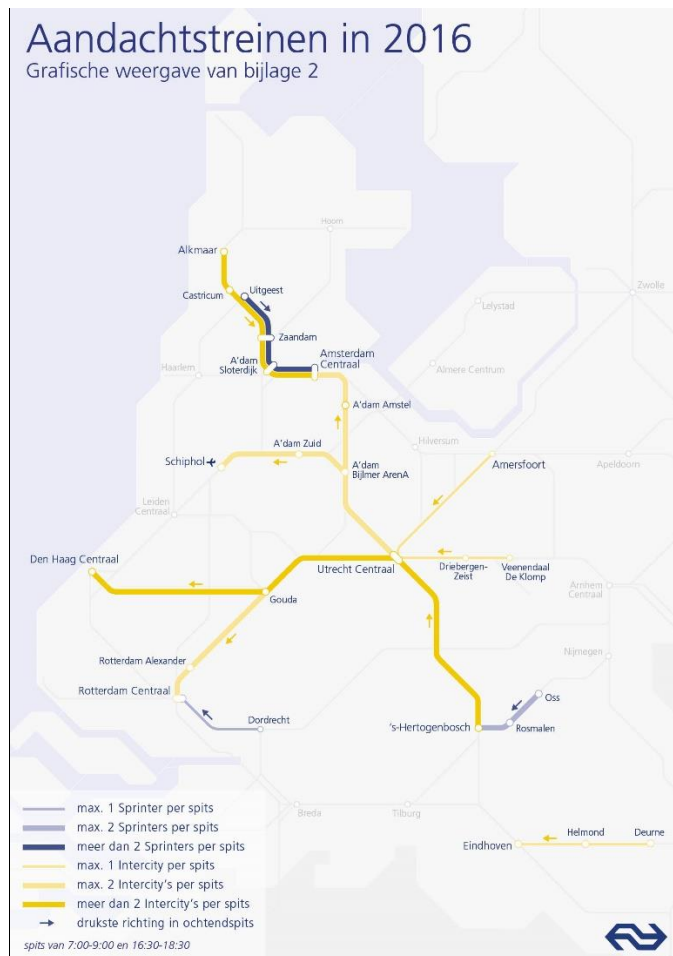 Aandachtstreinen in 2016
Grafische weergave van bijlage 2
Hoorn
Alkmaar
Zwolle
Castricum
Uitgeest
Lelystad
Zaandam
Haarlem
A'dam
Sloterdijk
Amsterdam
Centraal
Almere Centrum
A'dam Amstel
Hilversum
A'dam Zuid
Schiphol
A'dam
Bijlmer ArenA
Amersfoort
Apeldoorn
Leiden
Centraal
Den Haag Centraal
Utrecht Centraal
Driebergen-
Zeist
Veenendaal
De Klomp
Arnhem
Centraal
Gouda
Nijmegen
Rotterdam Alexander
Rotterdam Centraal
Oss
Dordrecht
's-Hertogenbosch
Rosmalen
Breda
Tilburg
Eindhoven
Helmond
Deurne
max. 1 Sprinter per spits
max. 2 Sprinters per spits
meer dan 2 Sprinters per spits
max. 1 Intercity per spits
max. 2 Intercity's per spits
meer dan 2 Intercity's per spits
drukste richting in ochtendspits
spits van 7:00-9:00 en 16:30-18:30